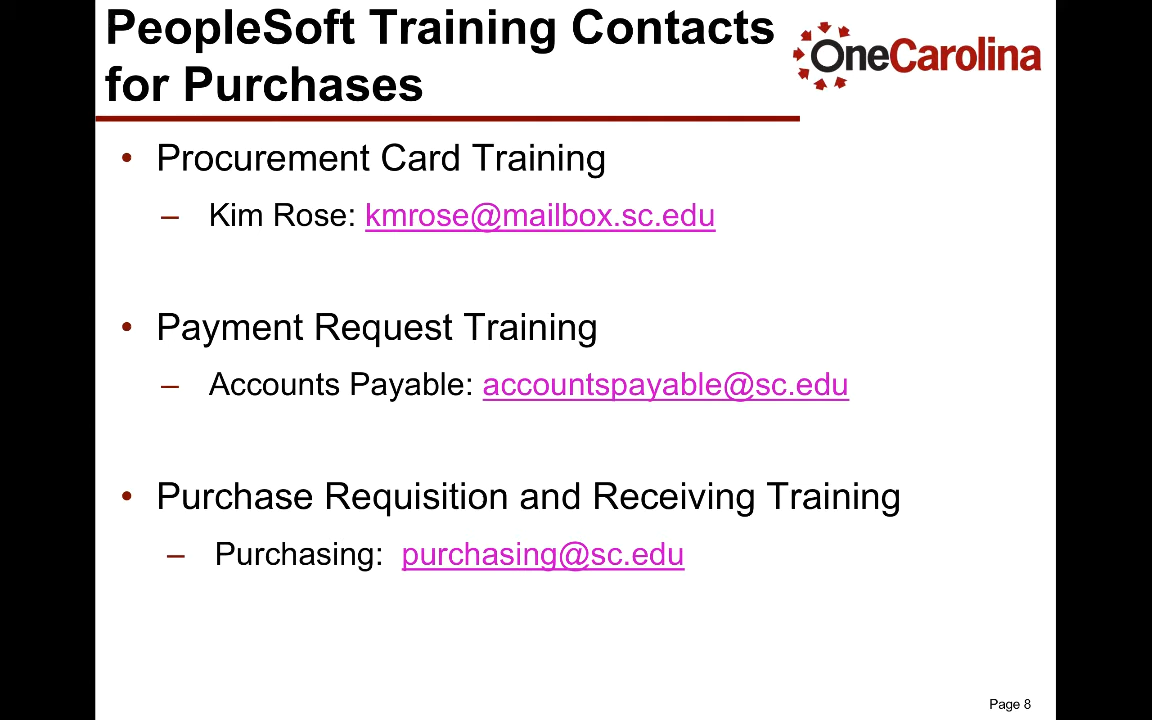 PeopleSoft Training Contacts
for Purchases
OneCarolina
• Procurement Card Training
– Kim Rose: kmrose@mailbox.sc.edu
• Payment Request Training
– Accounts Payable: accountspayable@sc.edu
• Purchase Requisition and Receiving Training
– Purchasing: purchasing@sc.edu
Page 8